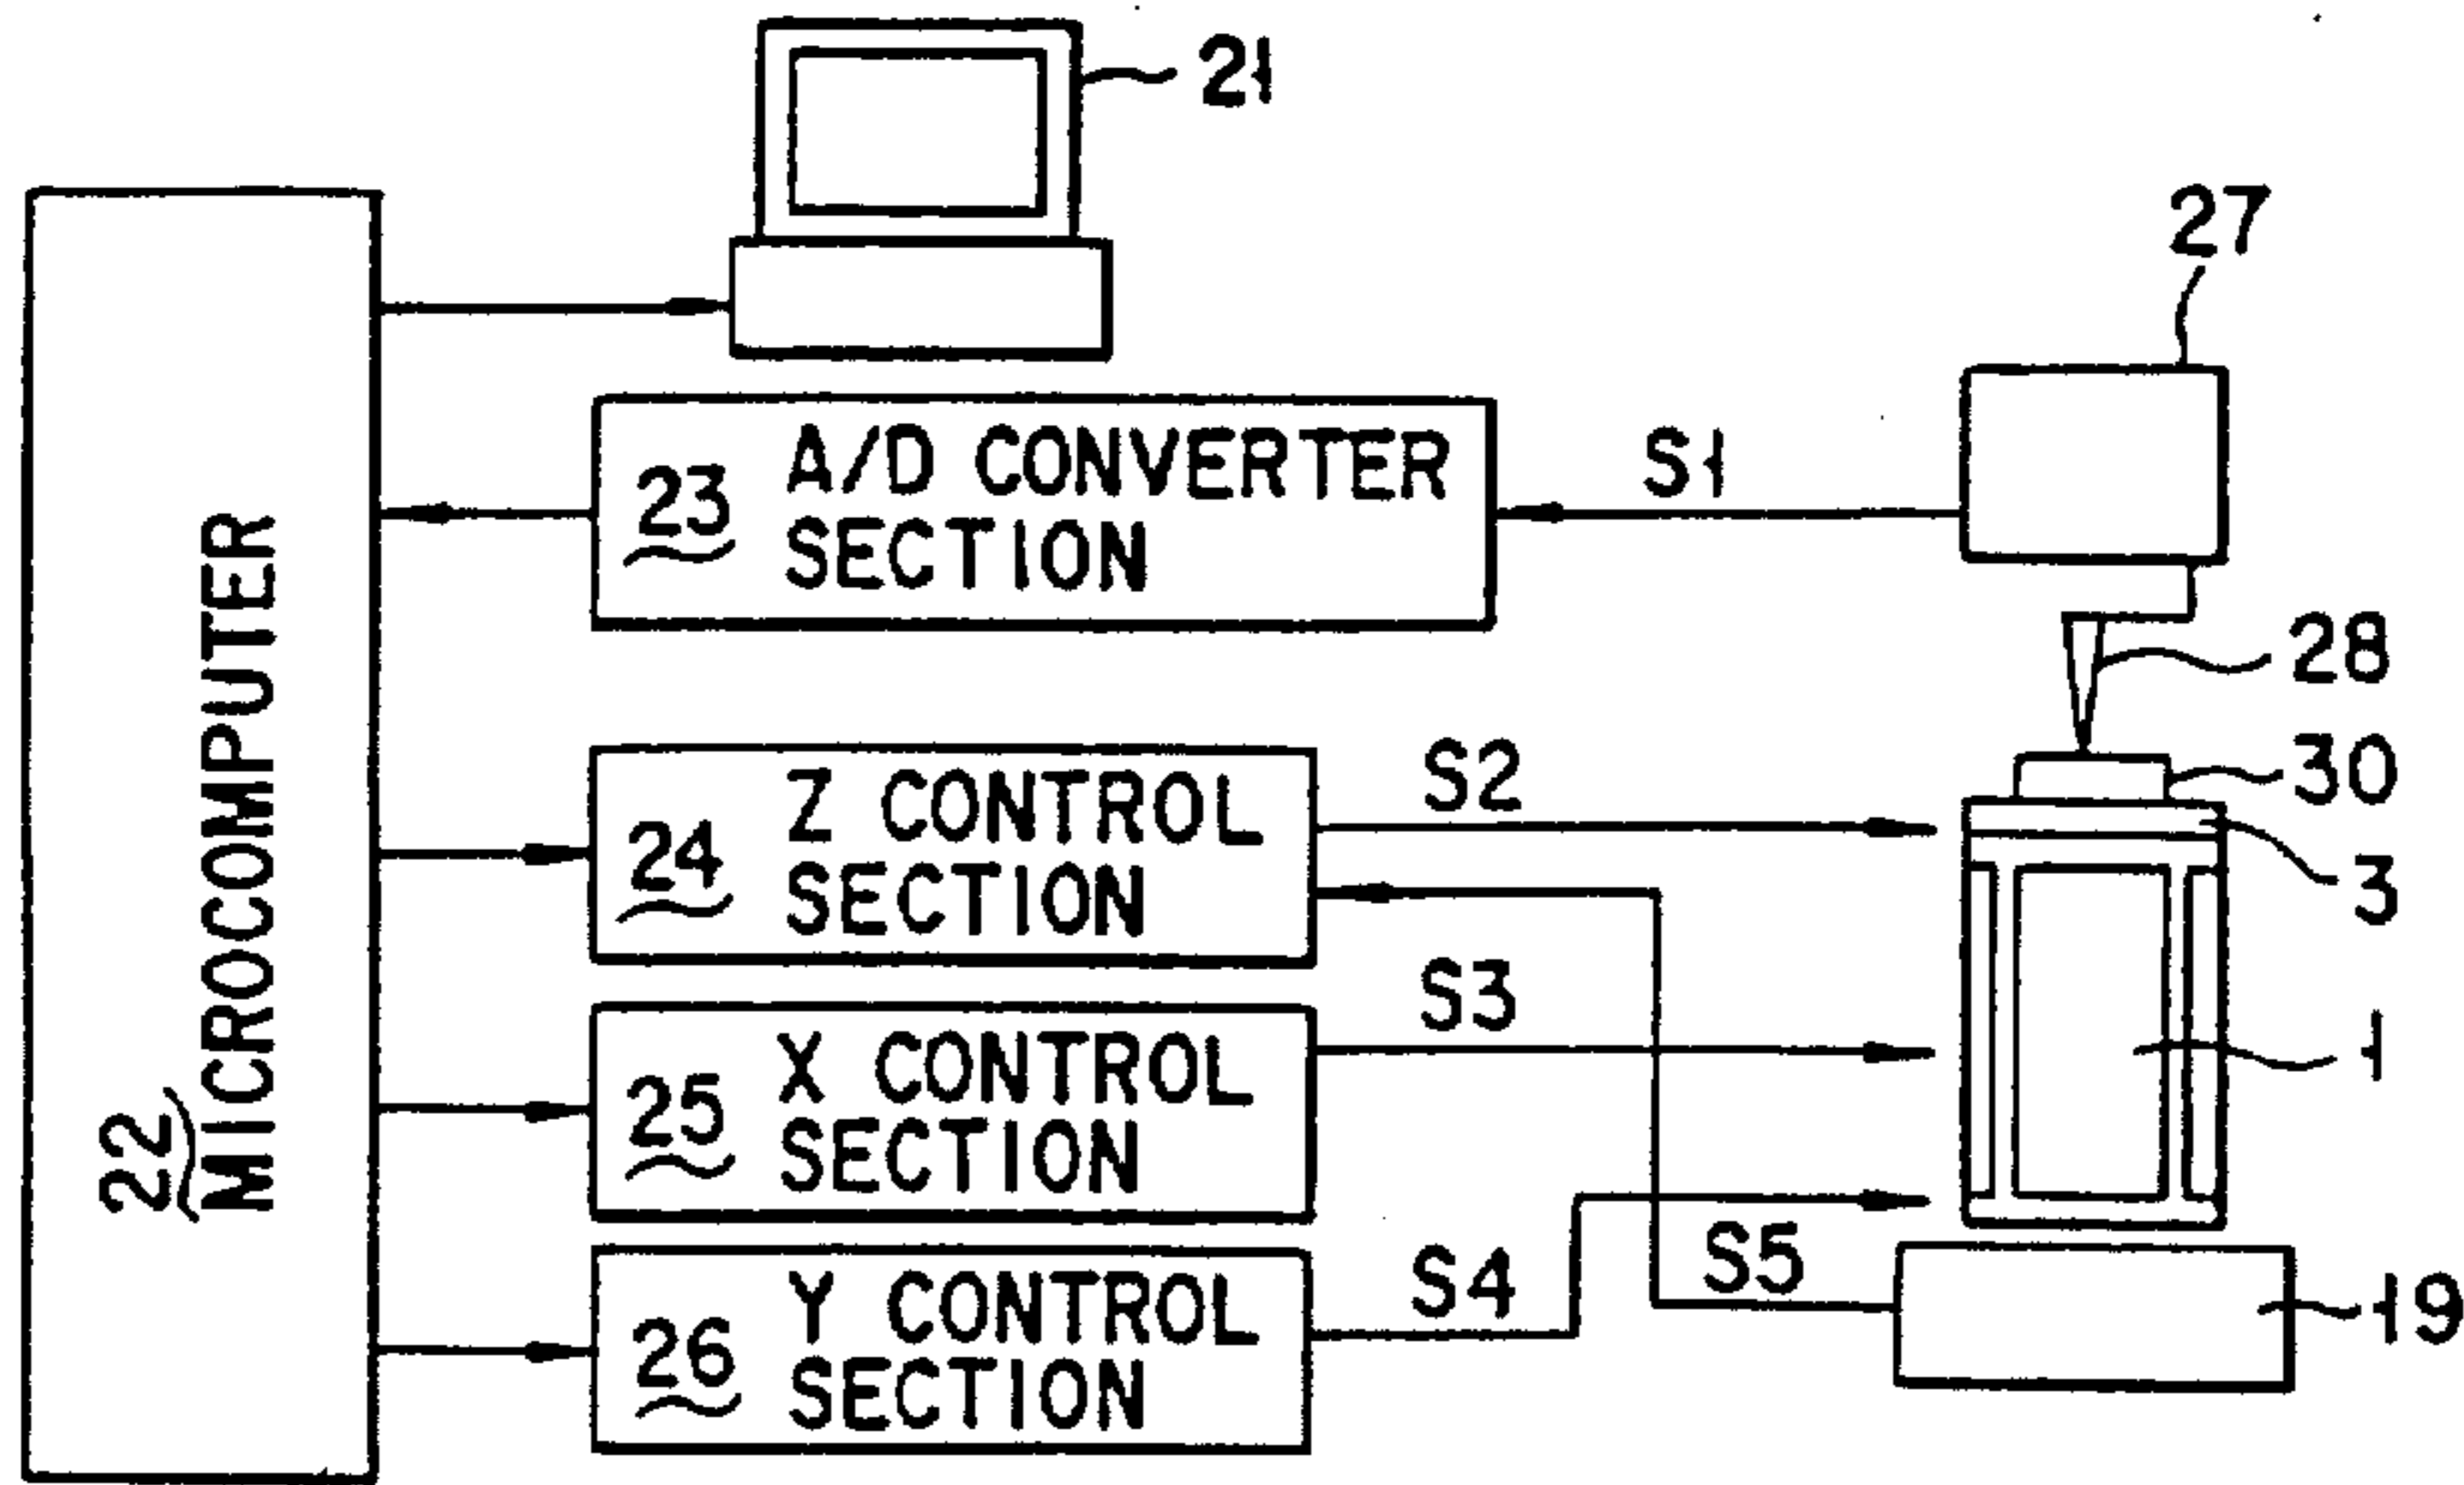 21
27
A/D CONVERTER
23
SECTION
S1
28
30
3
1
19
22
MICROCOMPUTER
Z CONTROL
24
SECTION
S2
S3
X CONTROL
25
SECTION
S4
S5
Y CONTROL
26
SECTION